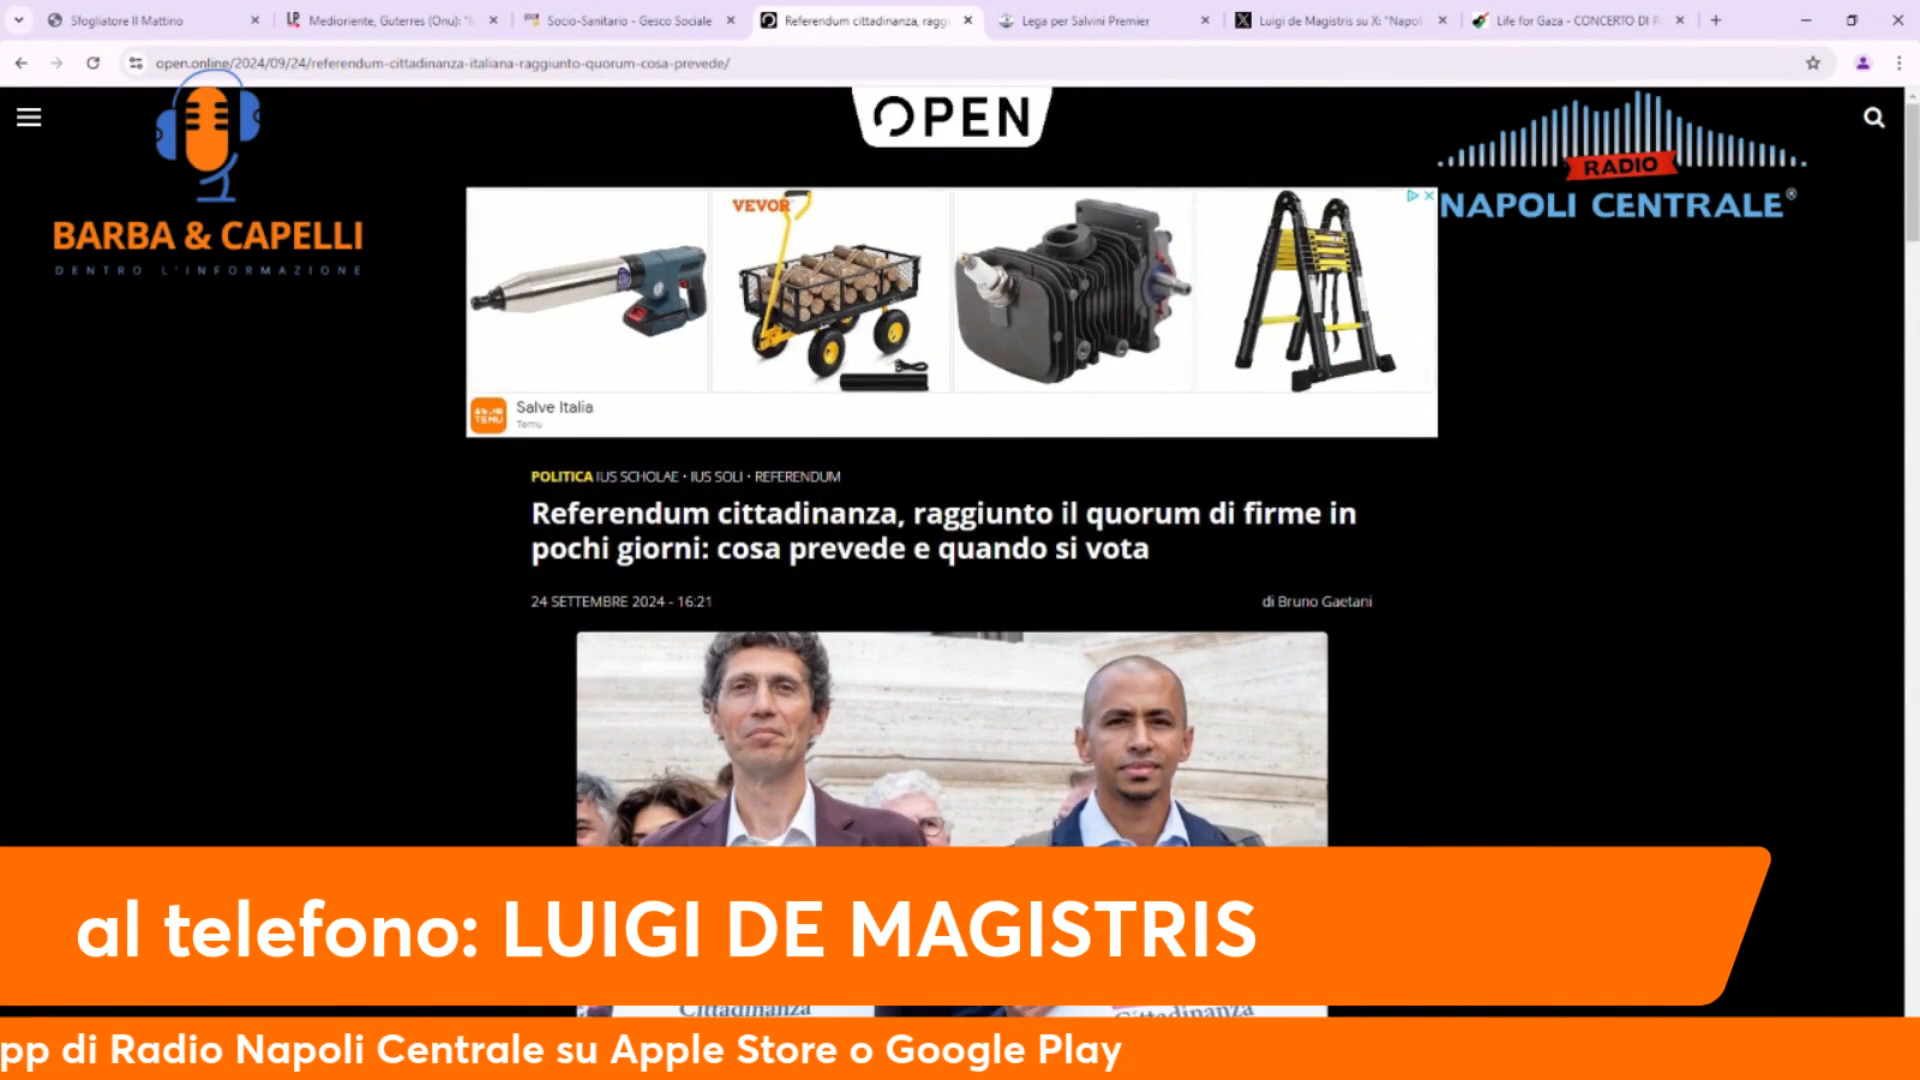 Sfogliatore Il Mattino
Medioriente, Guterres (Onu): "I
Socio-Sanitario - Gesco Sociale
Referendum cittadinanza, ragg
Lega per Salvini Premier
Luigi de Magistris su X: "Napol
Life for Gaza - CONCERTO DI P
open.online/2024/09/24/referendum-cittadinanza-italiana-raggiunto-quorum-cosa-prevede/
OPEN
BARBA & CAPELLI
DENTRO L'INFORMAZIONE
RADIO
NAPOLI CENTRALE®
VEVOR
TEMU
Salve Italia
Temu
POLITICA IUS SCHOLAE • IUS SOLI • REFERENDUM
Referendum cittadinanza, raggiunto il quorum di firme in
pochi giorni: cosa prevede e quando si vota
24 SETTEMBRE 2024 - 16:21
di Bruno Gaetani
al telefono: LUIGI DE MAGISTRIS
Cittadinanza
Cittadinanza
pp di Radio Napoli Centrale su Apple Store o Google Play